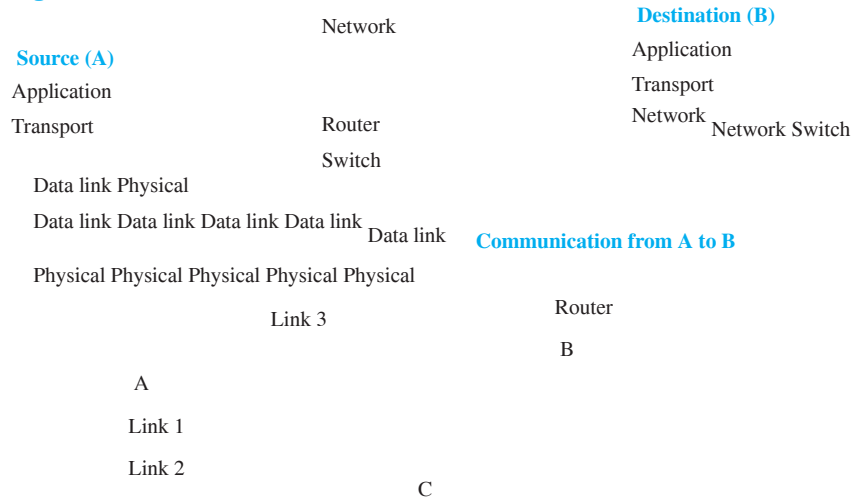 Network
Destination (B)
Source (A)
Application
Application
Transport
Network
Network Switch
Transport
Router
Switch
Data link Physical
Data link Data link Data link Data link
Data link
Communication from A to B
Physical Physical Physical Physical Physical
Link 3
Router
B
A
Link 1
Link 2
C